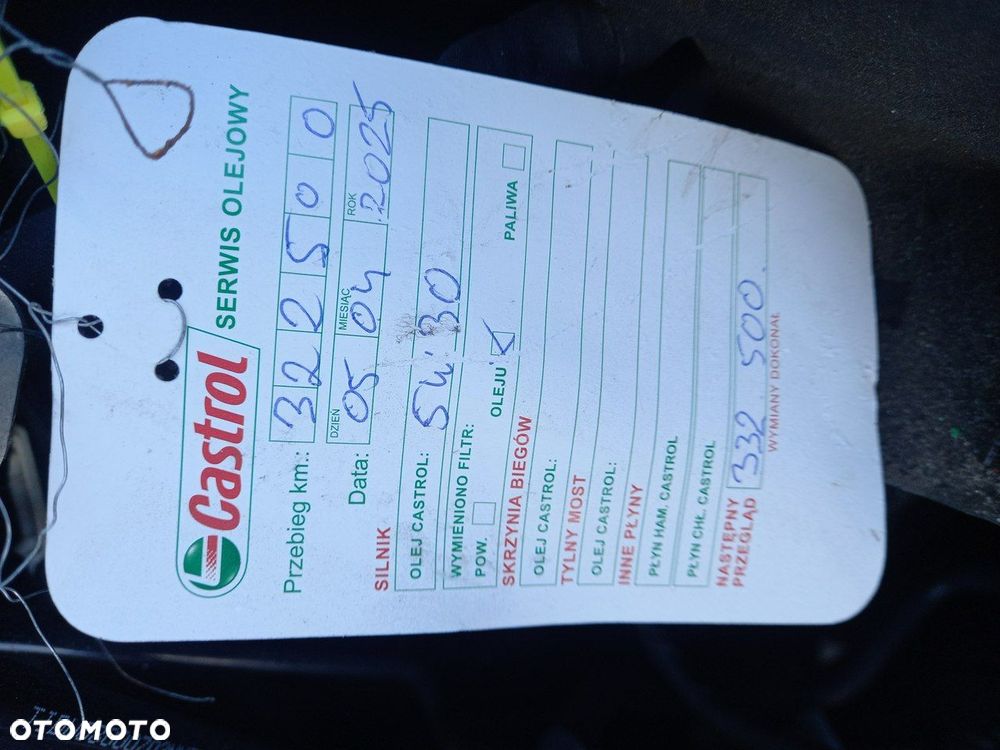 Castrol SERWIS OLEJOWY
Przebieg km.: 322500
DZIEŃ MIESIĄC ROK
Data: 05 04 2025
SILNIK
OLEJ CASTROL: 5W30
WYMIENIONO FILTR:
POW. OLEJU PALIWA
SKRZYNIA BIEGÓW
OLEJ CASTROL:
TYLNY MOST
OLEJ CASTROL:
INNE PŁYNY
PŁYN HAM. CASTROL
PŁYN CHŁ. CASTROL
NASTĘPNY
PRZEGLĄD 332 500.
WYMIANY DOKONAŁ
OTOMOTO